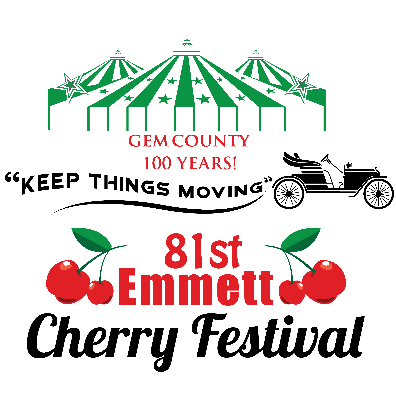 GEM COUNTY
100 YEARS!
“KEEP THINGS MOVING”
81st
Emmett
Cherry Festival